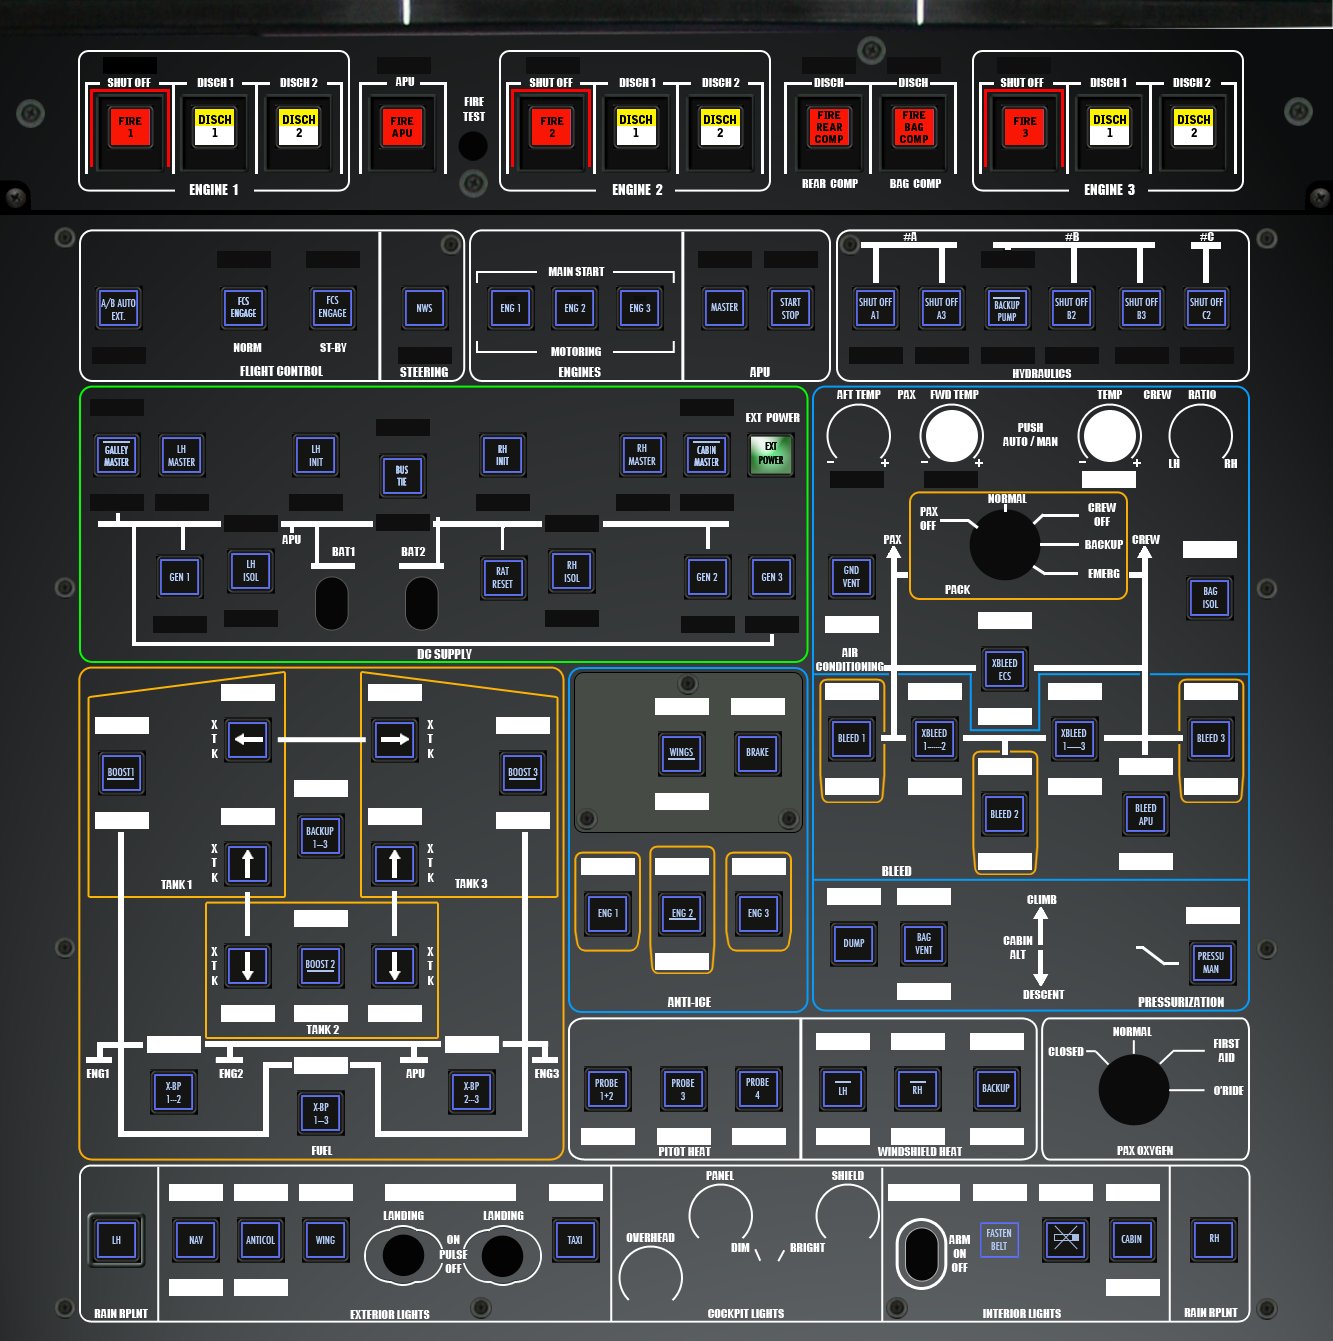 SHUT OFF DISCH 1 DISCH 2 APU SHUT OFF DISCH 1 DISCH 2 DISCH DISCH SHUT OFF DISCH 1 DISCH 2
FIRE
1
DISCH
1
DISCH
2
FIRE
APU
FIRE
TEST
FIRE
2
DISCH
1
DISCH
2
FIRE
REAR
COMP
FIRE
BAG
COMP
FIRE
3
DISCH
1
DISCH
2
ENGINE 1 ENGINE 2 REAR COMP BAG COMP ENGINE 3
A/B AUTO
EXT.
FCS
ENGAGE
NORM
FCS
ENGAGE
ST-BY
FLIGHT CONTROL
NWS
STEERING
MAIN START
ENG 1 ENG 2 ENG 3
MOTORING
ENGINES
MASTER
START
STOP
APU
#A #B #C
SHUT OFF
A1
SHUT OFF
A3
BACKUP
PUMP
SHUT OFF
B2
SHUT OFF
B3
SHUT OFF
C2
HYDRAULICS
EXT POWER
GALLEY
MASTER
LH
MASTER
LH
INIT
BUS
TIE
RH
INIT
RH
MASTER
CABIN
MASTER
EXT
POWER
APU
BAT1 BAT2
GEN 1
LH
ISOL
RAT
RESET
RH
ISOL
GEN 2 GEN 3
DC SUPPLY
AFT TEMP PAX FWD TEMP TEMP CREW RATIO
PUSH
AUTO / MAN
- + - + - + LH RH
NORMAL
PAX
OFF
CREW
OFF
BACKUP
EMERG
PACK
PAX CREW
GND
VENT
BAG
ISOL
AIR
CONDITIONING
XBLEED
ECS
BLEED 1
XBLEED
1-----2
XBLEED
1-----3
BLEED 3
BLEED 2
BLEED
APU
BLEED
X
T
K
X
T
K
BOOST1
BOOST 3
BACKUP
1--3
X
T
K
X
T
K
TANK 1 TANK 3
X
T
K
BOOST 2
X
T
K
TANK 2
ENG1 ENG2 APU ENG3
X-BP
1--2
X-BP
1--3
X-BP
2--3
FUEL
WINGS BRAKE
ENG 1 ENG 2 ENG 3
ANTI-ICE
DUMP
BAG
VENT
CLIMB
CABIN
ALT
DESCENT
PRESSU
MAN
PRESSURIZATION
PROBE
1+2
PROBE
3
PROBE
4
PITOT HEAT
LH RH BACKUP
WINDSHIELD HEAT
NORMAL
CLOSED
FIRST
AID
O'RIDE
PAX OXYGEN
LH
RAIN RPLNT
NAV ANTICOL WING
LANDING LANDING
ON
PULSE
OFF
TAXI
EXTERIOR LIGHTS
PANEL SHIELD
OVERHEAD
DIM BRIGHT
COCKPIT LIGHTS
ARM
ON
OFF
FASTEN
BELT
CABIN
INTERIOR LIGHTS
RH
RAIN RPLNT